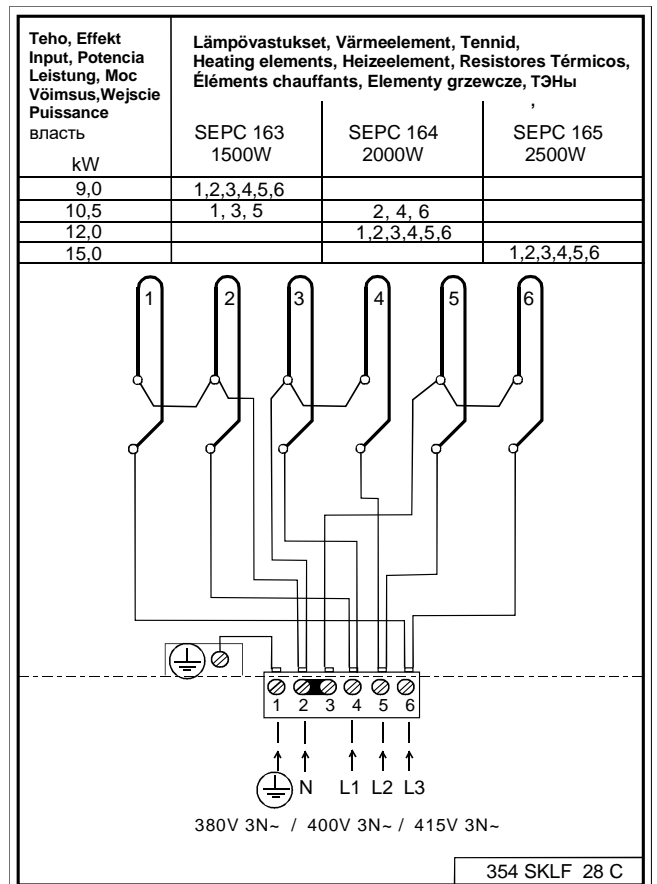 Teho, Effekt
Input, Potencia
Leistung, Moc
Vöimsus,Wejscie
Puissance
власть
kW
Lämpövastukset, Värmeelement, Tennid,
Heating elements, Heizeelement, Resistores Térmicos,
Éléments chauffants, Elementy grzewcze, ТЭНы
,
SEPC 163
1500W
SEPC 164
2000W
SEPC 165
2500W
9,0 1,2,3,4,5,6
10,5 1, 3, 5 2, 4, 6
12,0 1,2,3,4,5,6
15,0 1,2,3,4,5,6
1 2 3 4 5 6
1 2 3 4 5 6
N L1 L2 L3
380V 3N~ / 400V 3N~ / 415V 3N~
354 SKLF 28 C